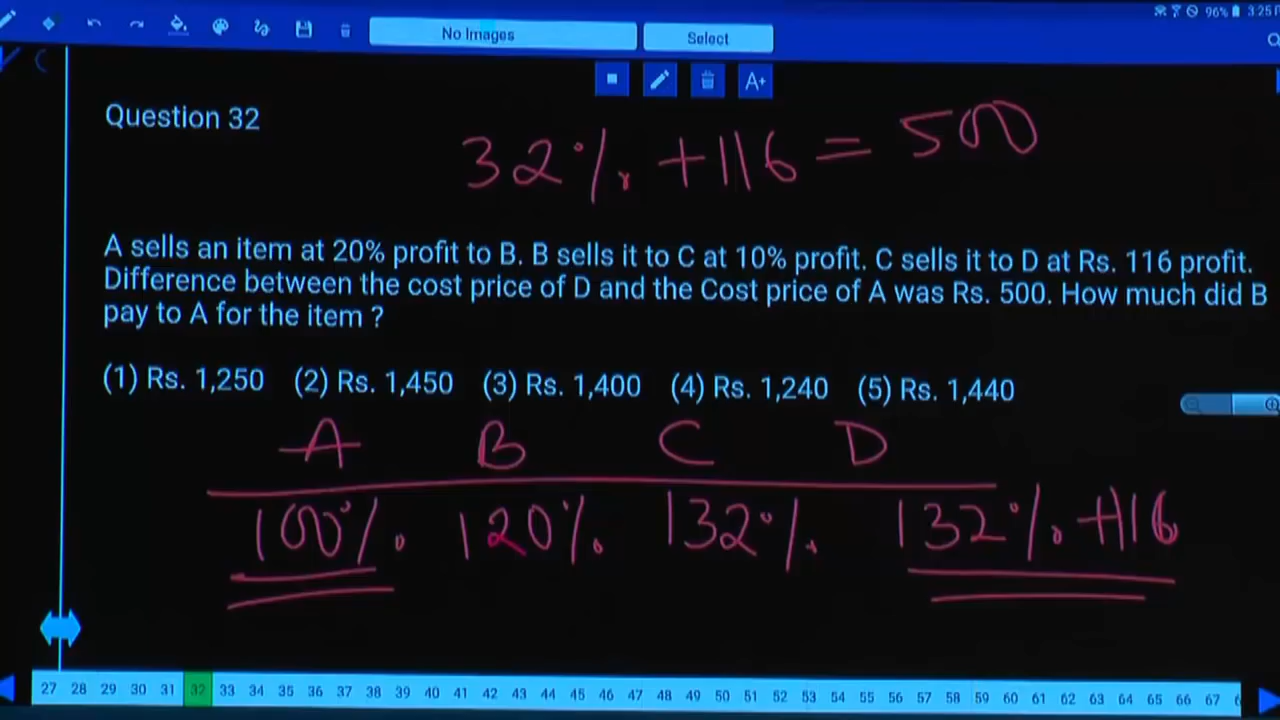 96% 3:25
No Images Select
A+
Question 32
32% + 116 = 500
A sells an item at 20% profit to B. B sells it to C at 10% profit. C sells it to D at Rs. 116 profit.
Difference between the cost price of D and the Cost price of A was Rs. 500. How much did B
pay to A for the item ?
(1) Rs. 1,250 (2) Rs. 1,450 (3) Rs. 1,400 (4) Rs. 1,240 (5) Rs. 1,440
A B C D
100% 120% 132% 132% + 116
27 28 29 30 31 32 33 34 35 36 37 38 39 40 41 42 43 44 45 46 47 48 49 50 51 52 53 54 55 56 57 58 59 60 61 62 63 64 65 66 67